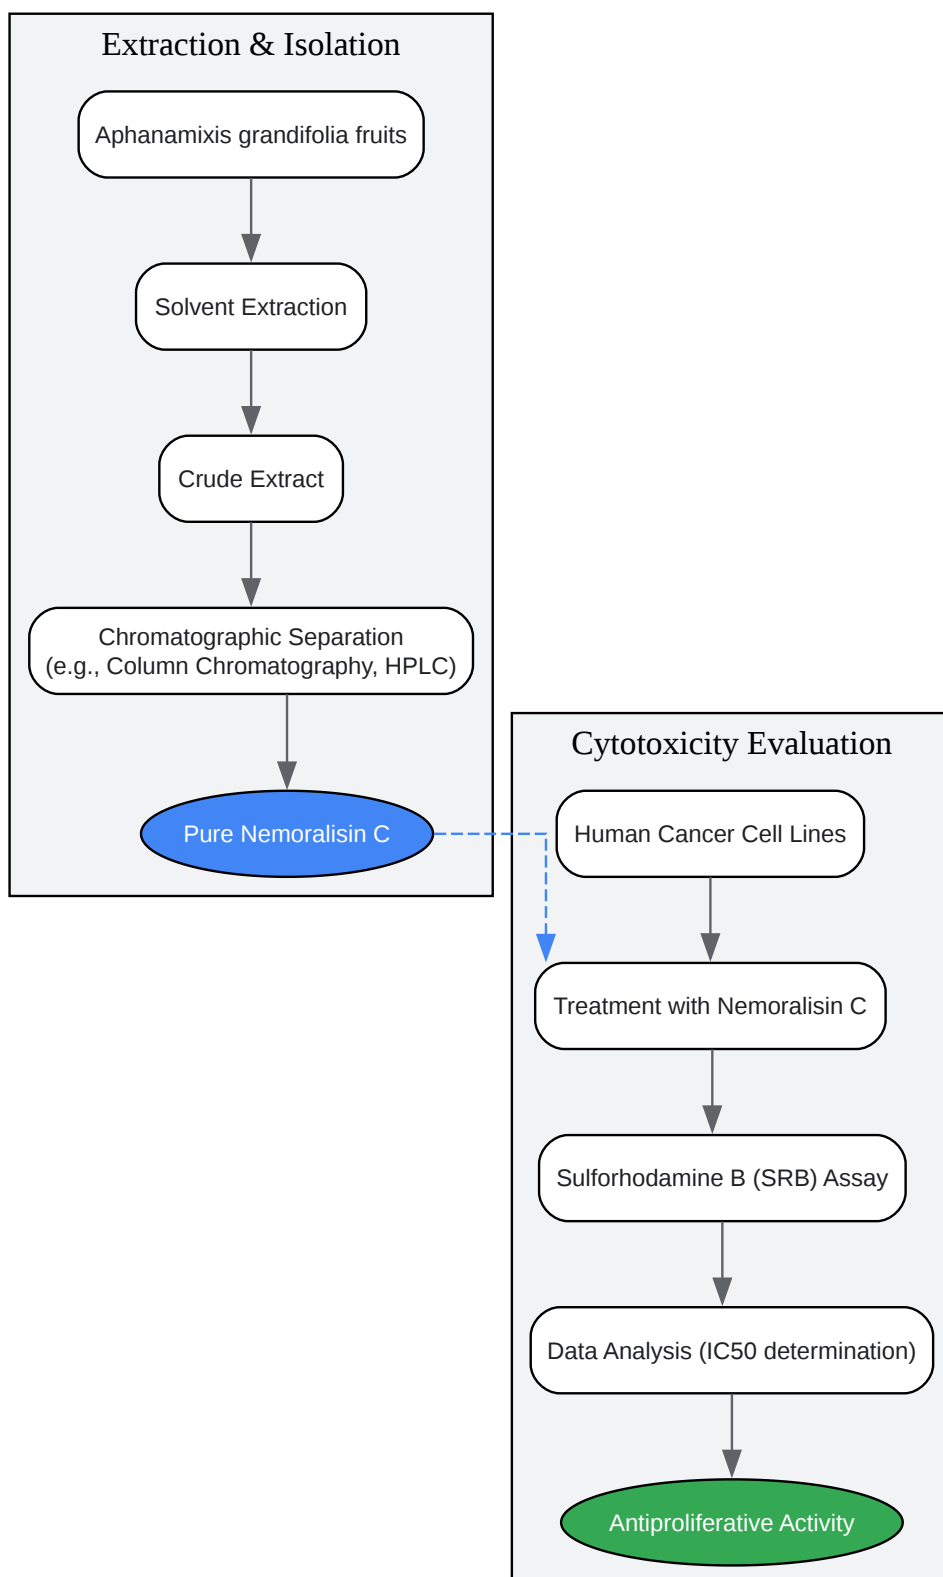 Extraction & Isolation
Aphanamixis grandifolia fruits
Solvent Extraction
Crude Extract
Chromatographic Separation
(e.g., Column Chromatography, HPLC)
Pure Nemoralisin C
Cytotoxicity Evaluation
Human Cancer Cell Lines
Treatment with Nemoralisin C
Sulforhodamine B (SRB) Assay
Data Analysis (IC50 determination)
Antiproliferative Activity